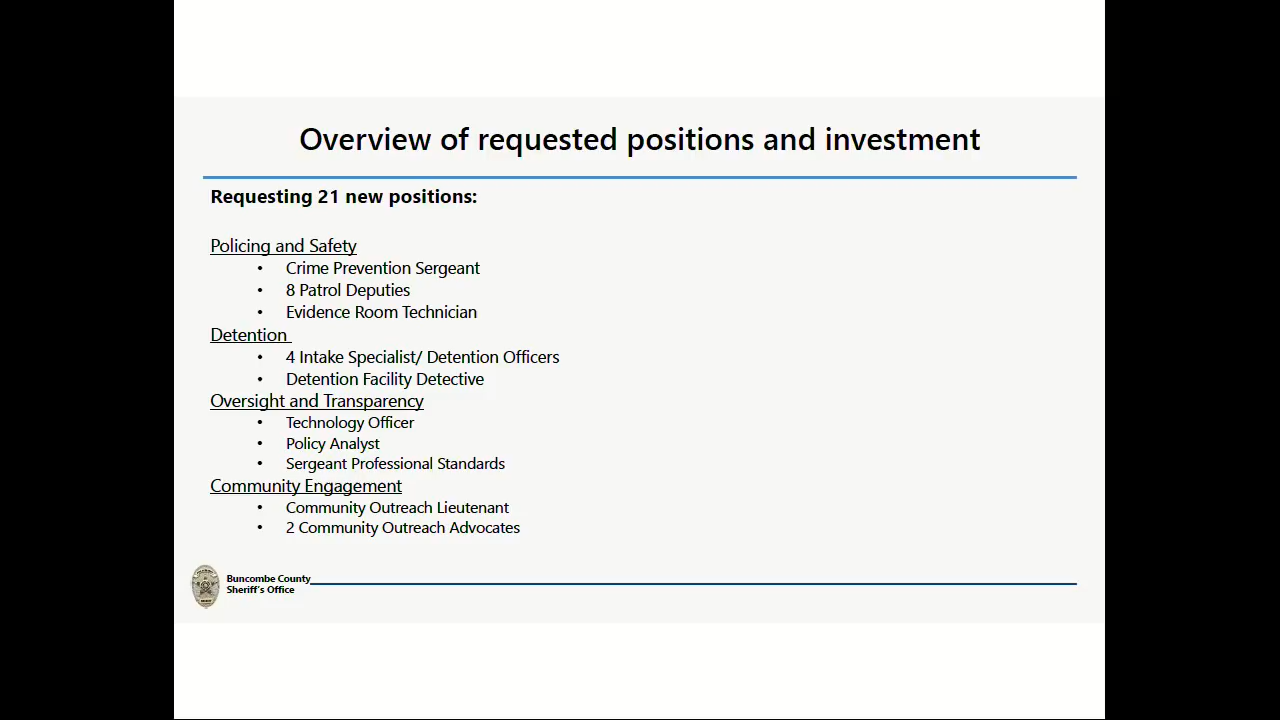 Overview of requested positions and investment
Requesting 21 new positions:
Policing and Safety
• Crime Prevention Sergeant
• 8 Patrol Deputies
• Evidence Room Technician
Detention
• 4 Intake Specialist/ Detention Officers
• Detention Facility Detective
Oversight and Transparency
• Technology Officer
• Policy Analyst
• Sergeant Professional Standards
Community Engagement
• Community Outreach Lieutenant
• 2 Community Outreach Advocates
Buncombe County
Sheriff's Office